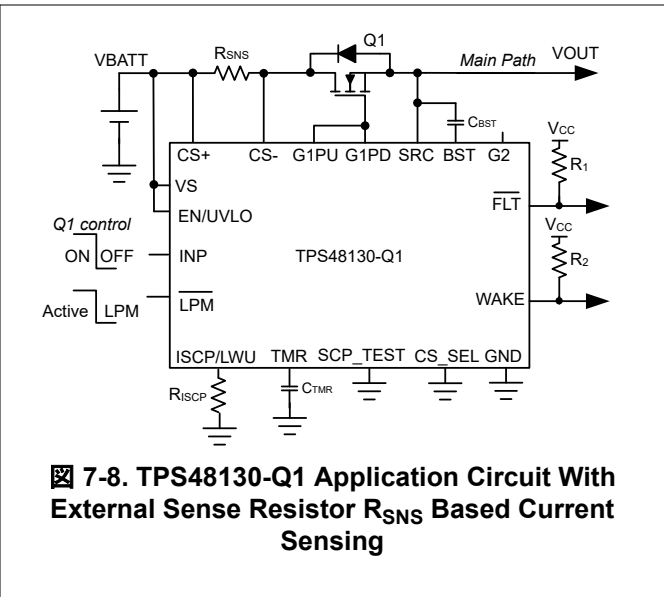 Q1
VBATT RSNS Main Path VOUT
CBST
CS+ CS- G1PU G1PD SRC BST G2
VCC
R1
VS
FLT
EN/UVLO
Q1 control
ON OFF
INP
TPS48130-Q1
VCC
R2
Active LPM
LPM
WAKE
ISCP/LWU TMR SCP_TEST CS_SEL GND
RISCP
CTMR
図 7-8. TPS48130-Q1 Application Circuit With
External Sense Resistor RSNS Based Current
Sensing